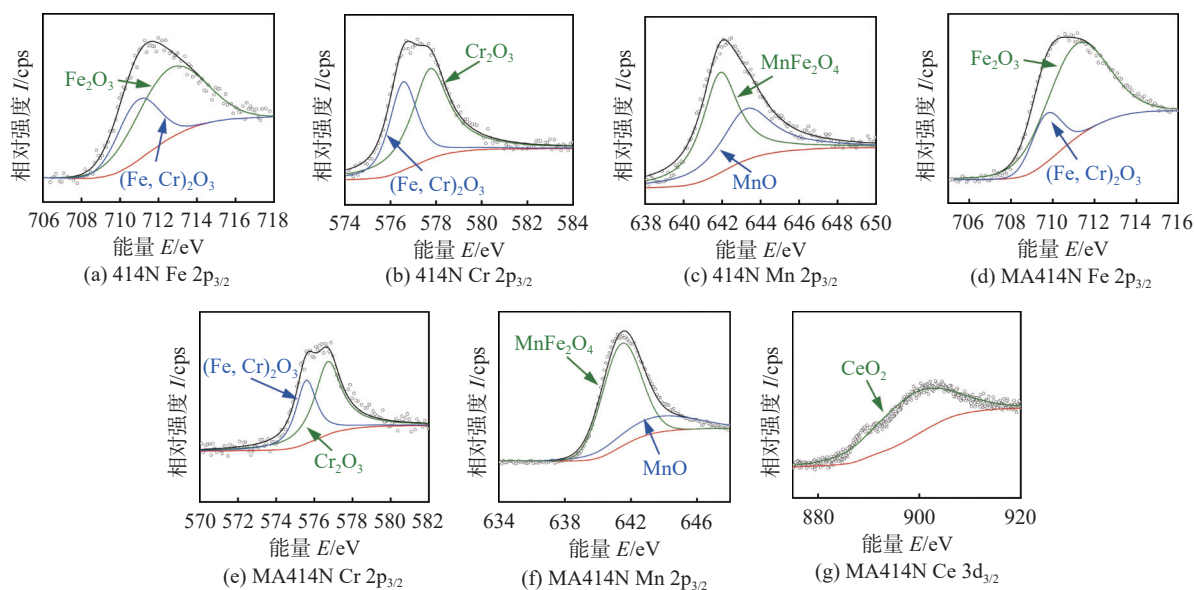 相对强度 I/cps
Fe₂O₃
(Fe, Cr)₂O₃
706 708 710 712 714 716 718
能量 E/eV
(a) 414N Fe 2p₃/₂
相对强度 I/cps
Cr₂O₃
(Fe, Cr)₂O₃
574 576 578 580 582 584
能量 E/eV
(b) 414N Cr 2p₃/₂
相对强度 I/cps
MnFe₂O₄
MnO
638 640 642 644 646 648 650
能量 E/eV
(c) 414N Mn 2p₃/₂
相对强度 I/cps
Fe₂O₃
(Fe, Cr)₂O₃
706 708 710 712 714 716
能量 E/eV
(d) MA414N Fe 2p₃/₂
相对强度 I/cps
(Fe, Cr)₂O₃
Cr₂O₃
570 572 574 576 578 580 582
能量 E/eV
(e) MA414N Cr 2p₃/₂
相对强度 I/cps
MnFe₂O₄
MnO
634 638 642 646
能量 E/eV
(f) MA414N Mn 2p₃/₂
相对强度 I/cps
CeO₂
880 900 920
能量 E/eV
(g) MA414N Ce 3d₃/₂